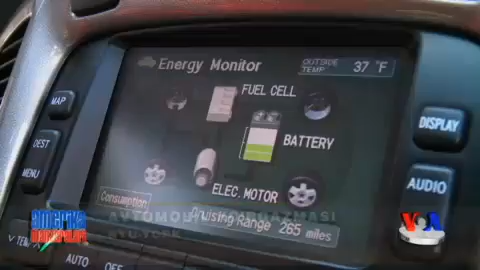 Energy Monitor
OUTSIDE TEMP 37 °F
FUEL CELL
MAP
BATTERY
DISPLAY
DEST
MENU
ELEC. MOTOR
AUDIO
Consumption
Cruising Range 265 miles
VOA
TEM
AUTO
OFF